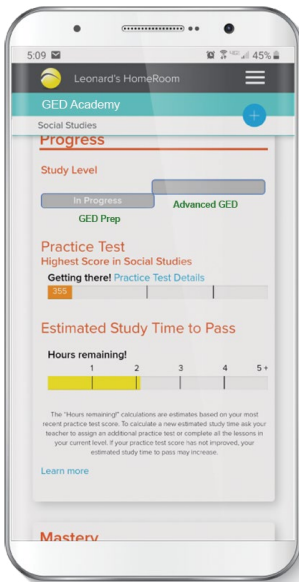 5:09 45%
Leonard's HomeRoom
GED Academy
+
Social Studies
Progress
Study Level
In Progress
GED Prep
Advanced GED
Practice Test
Highest Score in Social Studies
Getting there! Practice Test Details
355
Estimated Study Time to Pass
Hours remaining!
1 2 3 4 5+
The "Hours remaining!" calculations are estimates based on your most
recent practice test score. To calculate a new estimated study time ask your
teacher to assign an additional practice test or complete all the lessons in
your current level. If your practice test score has not improved, your
estimated study time to pass may increase.
Learn more
Mastery